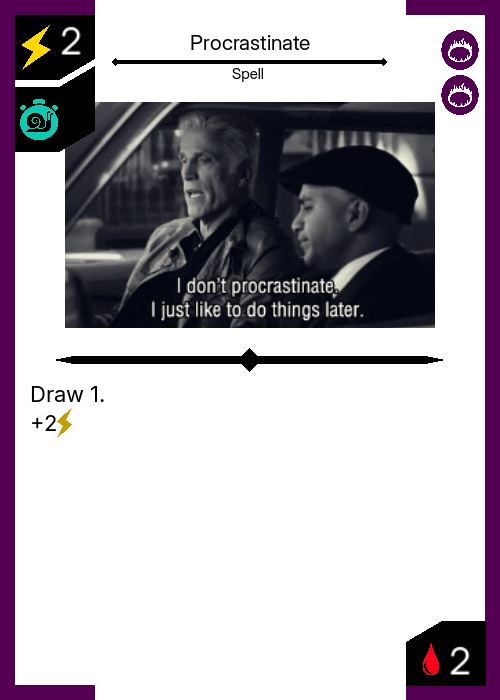 2
Procrastinate
Spell
I don't procrastinate.
I just like to do things later.
Draw 1.
+2
2